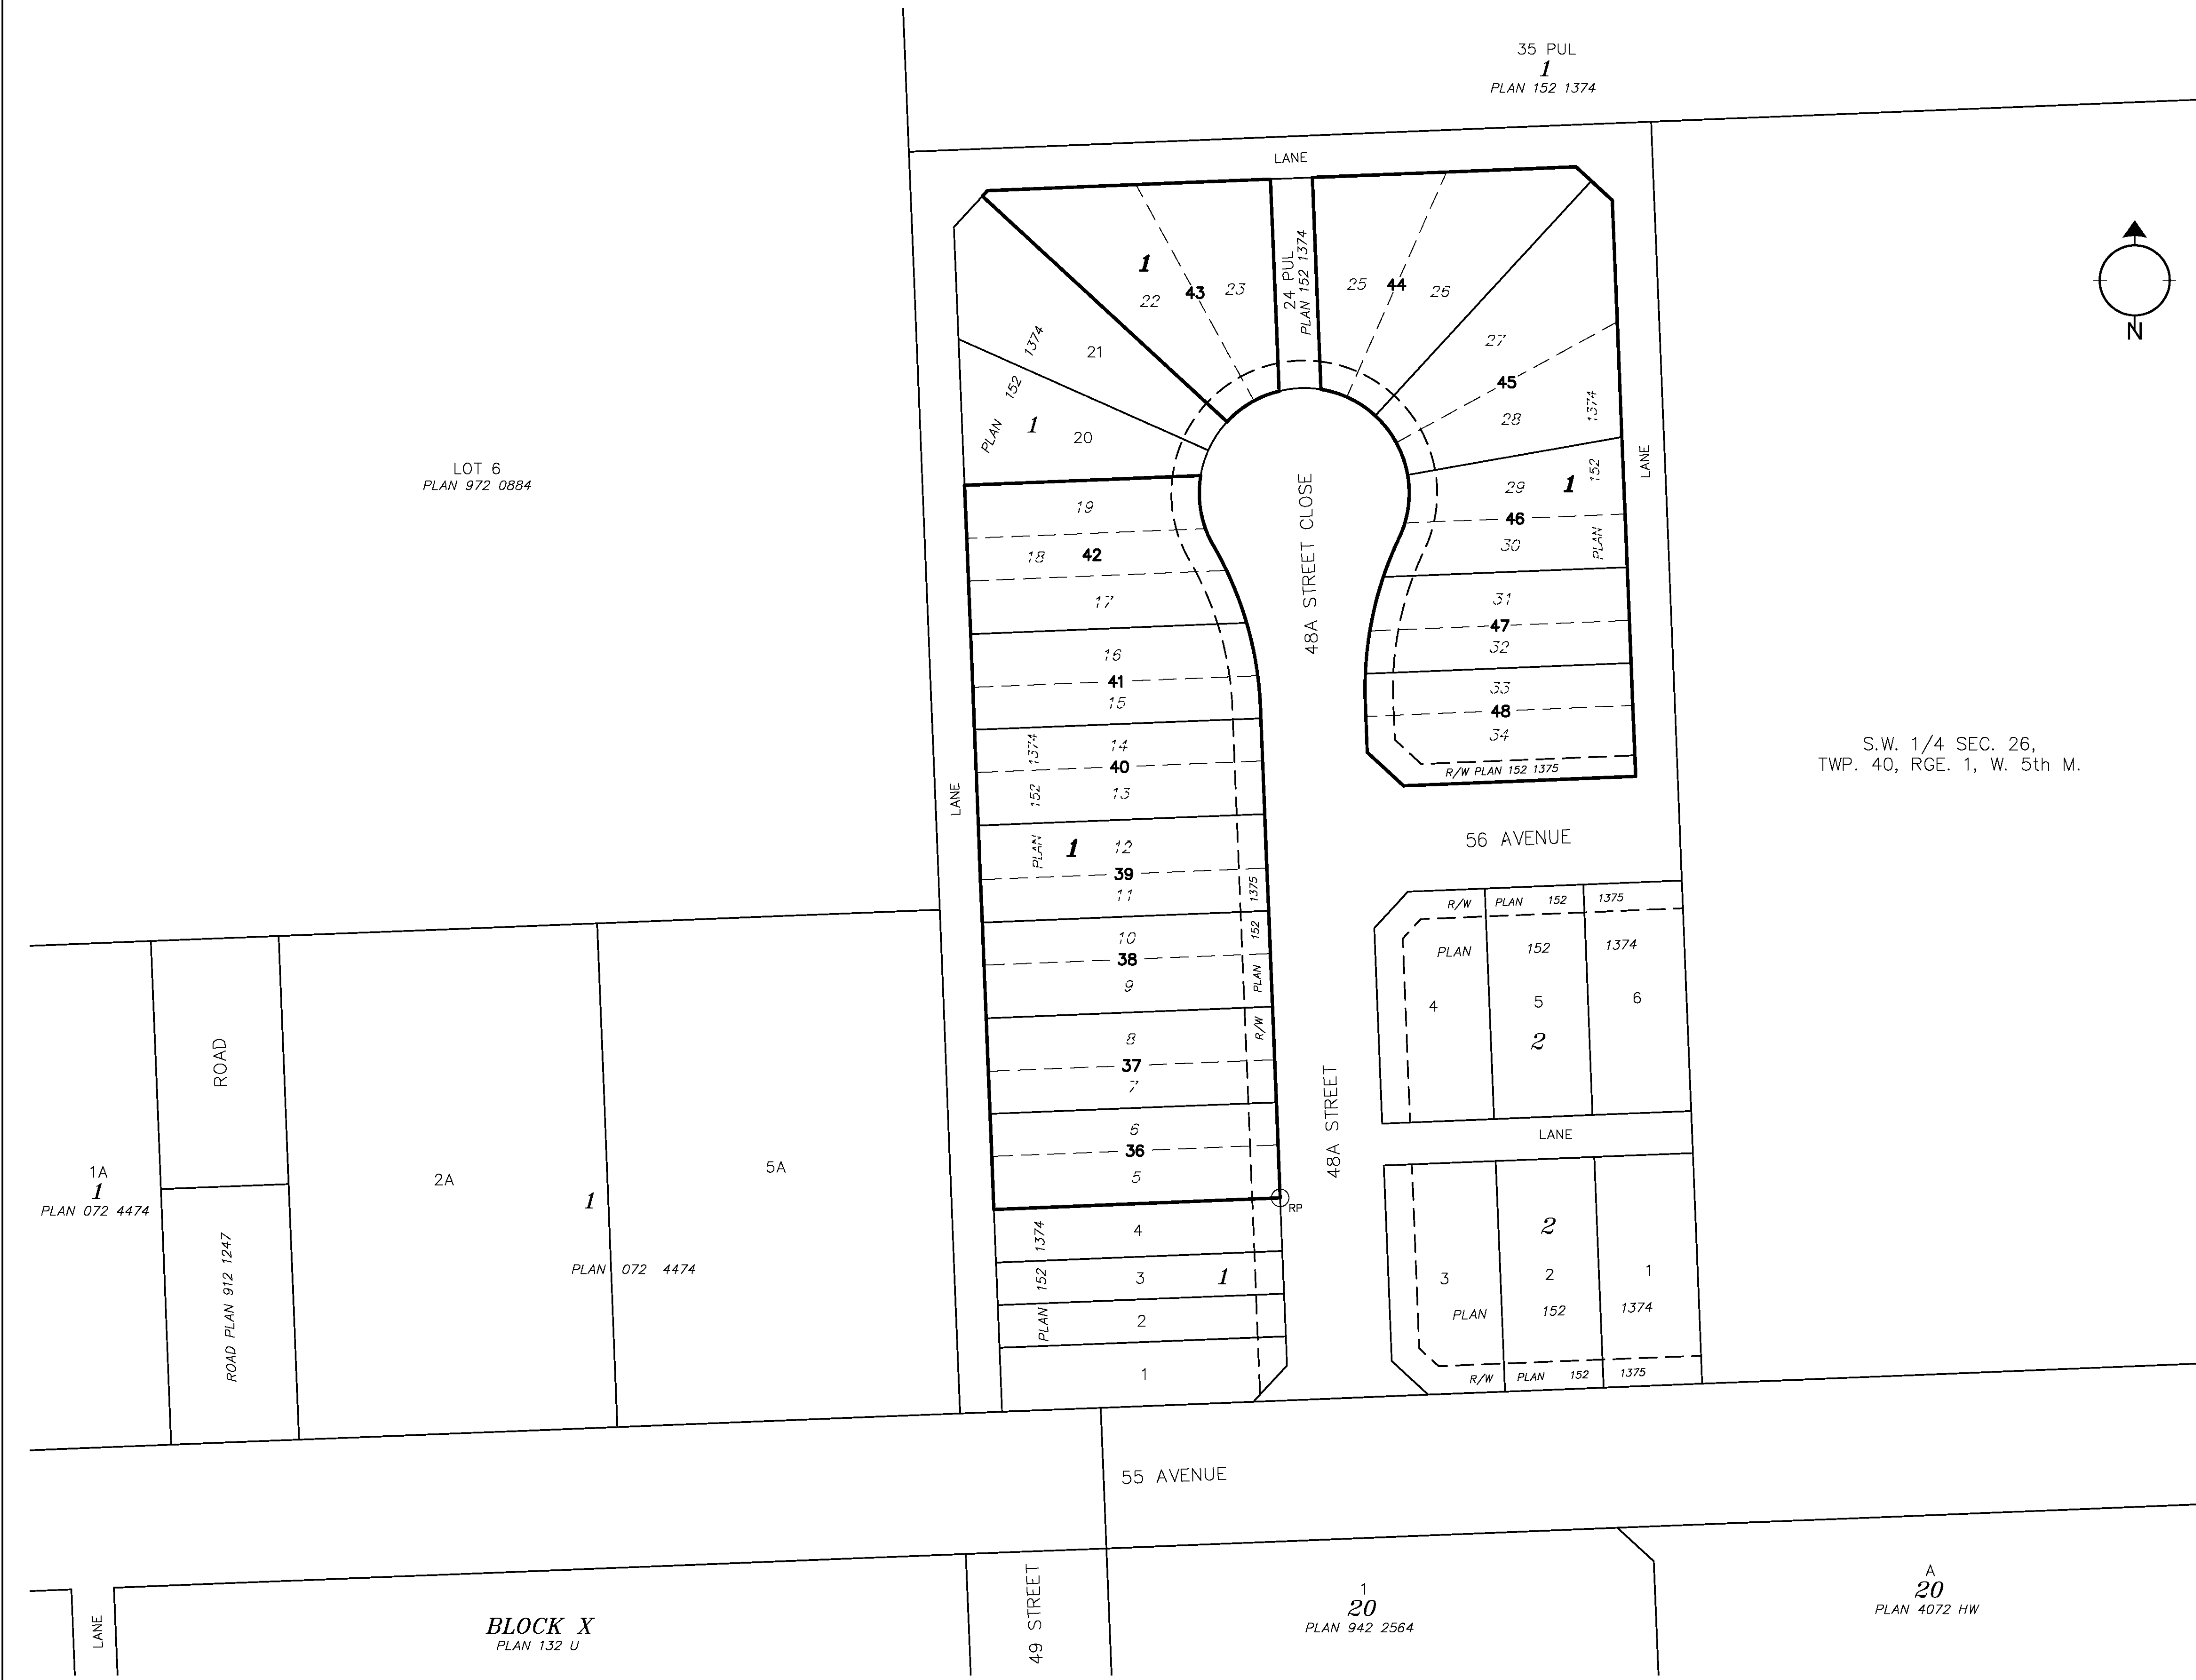 35 PUL
1
PLAN 152 1374
LANE
1
22
43
23
24 PUL
PLAN 152 1374
25
44
26
N
27
45
28
PLAN 152 1374
21
1
20
PLAN 152 1374
29
1
46
30
LANE
LOT 6
PLAN 972 0884
48A STREET CLOSE
19
18
42
17
31
47
32
16
41
15
33
48
34
R/W PLAN 152 1375
14
40
13
PLAN 152 1374
LANE
S.W. 1/4 SEC. 26,
TWP. 40, RGE. 1, W. 5th M.
56 AVENUE
1
12
39
11
R/W PLAN 152 1375
10
38
9
R/W PLAN 152 1375
PLAN 152 1374
4
5
6
2
8
37
7
ROAD
48A STREET
LANE
6
36
5
RP
1A
1
PLAN 072 4474
2A
5A
1
PLAN 072 4474
ROAD PLAN 912 1247
4
3
1
2
1
PLAN 152 1374
2
3
2
1
PLAN 152 1374
R/W PLAN 152 1375
55 AVENUE
LANE
BLOCK X
PLAN 132 U
49 STREET
1
20
PLAN 942 2564
A
20
PLAN 4072 HW